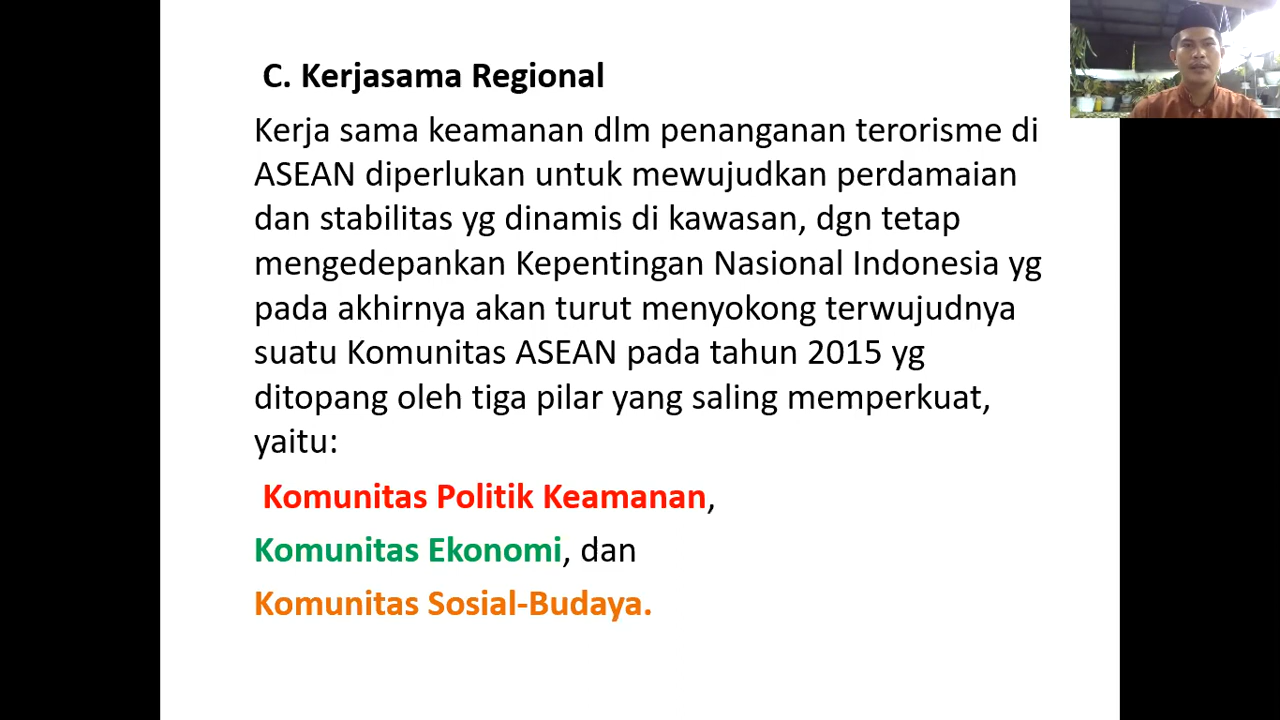 C. Kerjasama Regional
Kerja sama keamanan dlm penanganan terorisme di
ASEAN diperlukan untuk mewujudkan perdamaian
dan stabilitas yg dinamis di kawasan, dgn tetap
mengedepankan Kepentingan Nasional Indonesia yg
pada akhirnya akan turut menyokong terwujudnya
suatu Komunitas ASEAN pada tahun 2015 yg
ditopang oleh tiga pilar yang saling memperkuat,
yaitu:
Komunitas Politik Keamanan,
Komunitas Ekonomi, dan
Komunitas Sosial-Budaya.